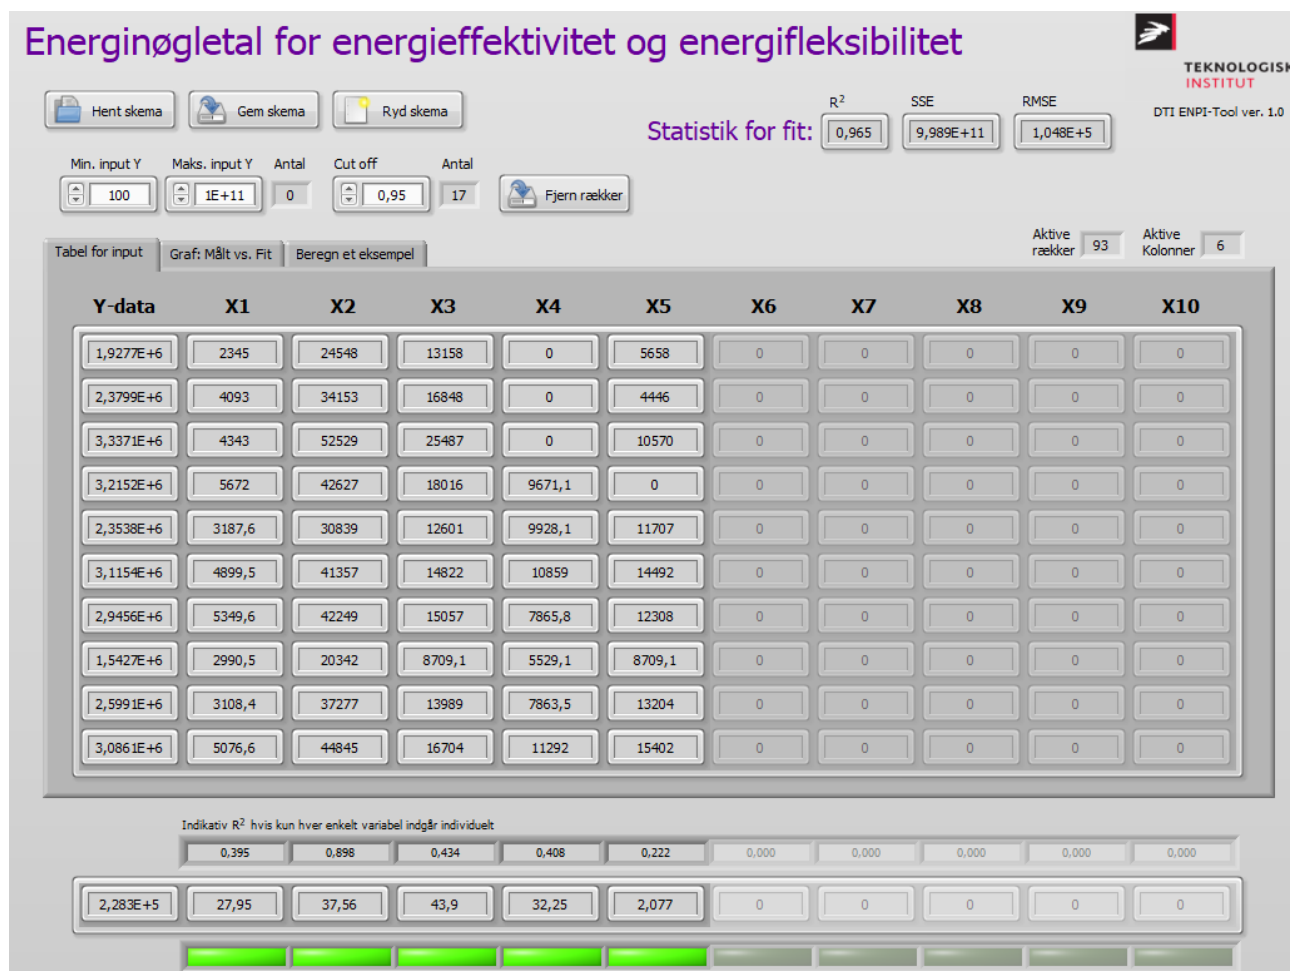 Energinøgletal for energieffektivitet og energifleksibilitet
TEKNOLOGISK
INSTITUT
DTI ENPI-Tool ver. 1.0
Hent skema Gem skema Ryd skema
Statistik for fit:
R² SSE RMSE
0,965 9,989E+11 1,048E+5
Min. input Y Maks. input Y Antal Cut off Antal
100 1E+11 0 0,95 17 Fjern rækker
Aktive rækker 93 Aktive Kolonner 6
Tabel for input Graf: Målt vs. Fit Beregn et eksempel
Y-data X1 X2 X3 X4 X5 X6 X7 X8 X9 X10
1,9277E+6 2345 24548 13158 0 5658 0 0 0 0 0
2,3799E+6 4093 34153 16848 0 4446 0 0 0 0 0
3,3371E+6 4343 52529 25487 0 10570 0 0 0 0 0
3,2152E+6 5672 42627 18016 9671,1 0 0 0 0 0 0
2,3538E+6 3187,6 30839 12601 9928,1 11707 0 0 0 0 0
3,1154E+6 4899,5 41357 14822 10859 14492 0 0 0 0 0
2,9456E+6 5349,6 42249 15057 7865,8 12308 0 0 0 0 0
1,5427E+6 2990,5 20342 8709,1 5529,1 8709,1 0 0 0 0 0
2,5991E+6 3108,4 37277 13989 7863,5 13204 0 0 0 0 0
3,0861E+6 5076,6 44845 16704 11292 15402 0 0 0 0 0
Indikativ R² hvis kun hver enkelt variabel indgår individuelt
0,395 0,898 0,434 0,408 0,222 0,000 0,000 0,000 0,000 0,000
2,283E+5 27,95 37,56 43,9 32,25 2,077 0 0 0 0 0